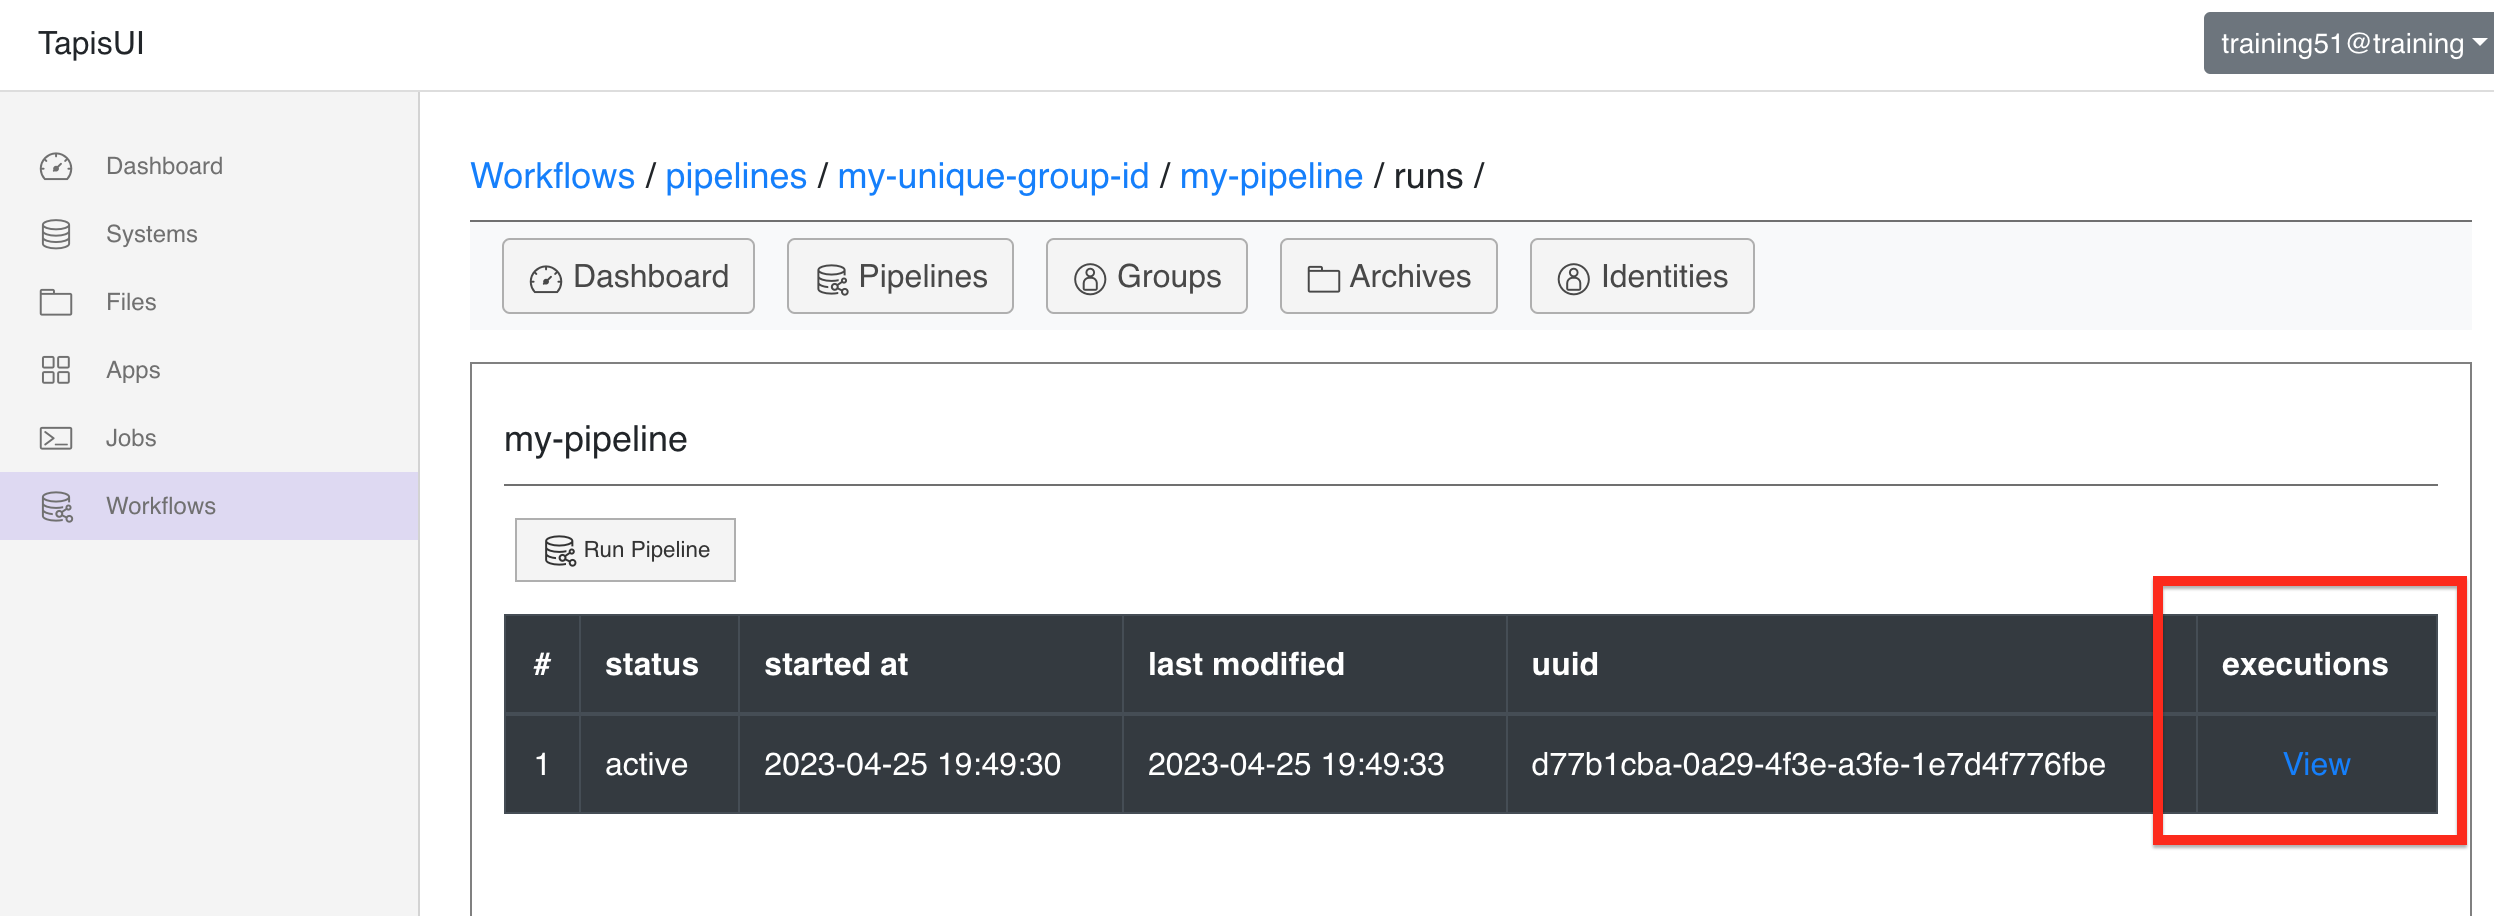 TapisUI
training51@training
Dashboard
Systems
Files
Apps
Jobs
Workflows
Workflows / pipelines / my-unique-group-id / my-pipeline / runs /
Dashboard Pipelines Groups Archives Identities
my-pipeline
Run Pipeline
# status started at last modified uuid executions
1 active 2023-04-25 19:49:30 2023-04-25 19:49:33 d77b1cba-0a29-4f3e-a3fe-1e7d4f776fbe View